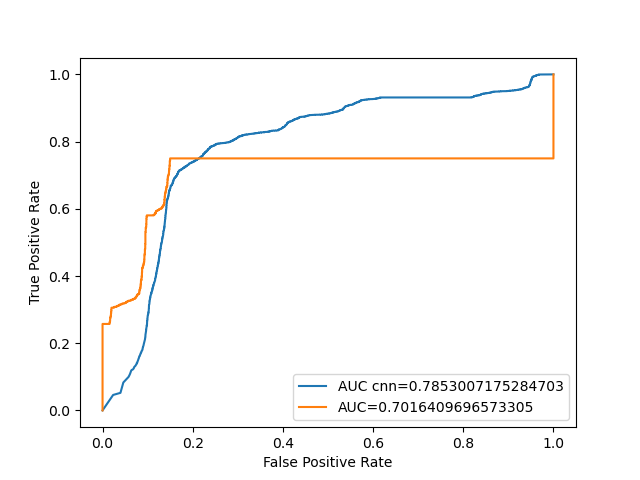 1.0
0.8
0.6
0.4
0.2
0.0
True Positive Rate
AUC cnn=0.7853007175284703
AUC=0.7016409696573305
0.0 0.2 0.4 0.6 0.8 1.0
False Positive Rate